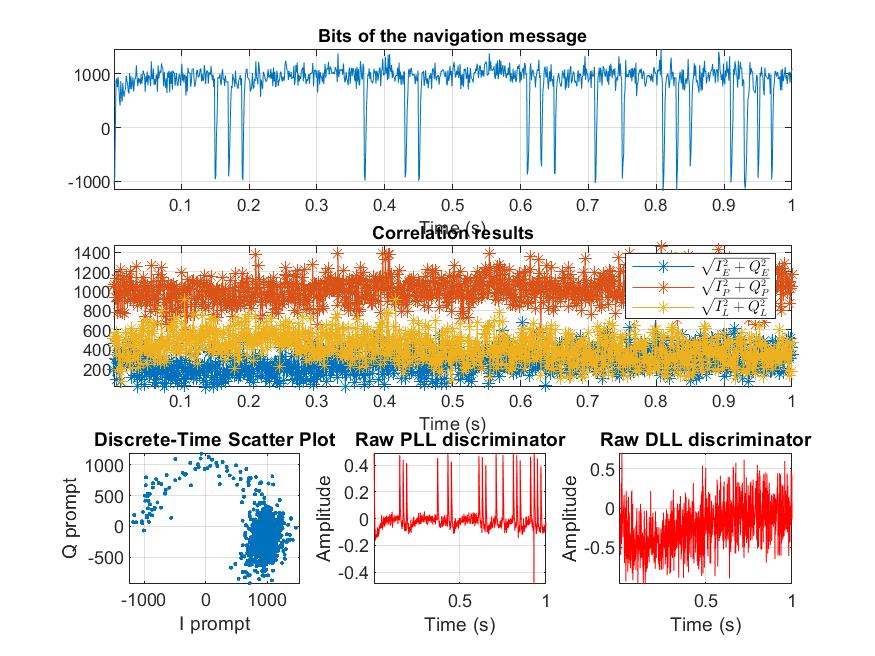 Bits of the navigation message
1000
0
-1000
0.1 0.2 0.3 0.4 0.5 0.6 0.7 0.8 0.9 1
Time (s)
Correlation results
1400
1200
1000
800
600
400
200
√I_E^2 + Q_E^2
√I_P^2 + Q_P^2
√I_L^2 + Q_L^2
0.1 0.2 0.3 0.4 0.5 0.6 0.7 0.8 0.9 1
Time (s)
Discrete-Time Scatter Plot
Q prompt
1000
500
0
-500
-1000 0 1000
I prompt
Raw PLL discriminator
Amplitude
0.4
0.2
0
-0.2
-0.4
0.5 1
Time (s)
Raw DLL discriminator
Amplitude
0.5
0
-0.5
0.5 1
Time (s)